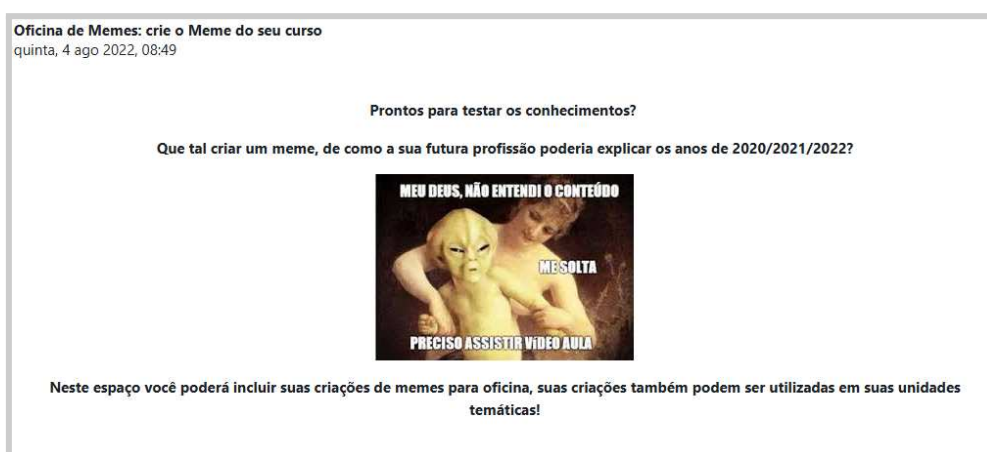 Oficina de Memes: crie o Meme do seu curso
quinta, 4 ago 2022, 08:49
Prontos para testar os conhecimentos?
Que tal criar um meme, de como a sua futura profissão poderia explicar os anos de 2020/2021/2022?
MEU DEUS, NÃO ENTENDI O CONTEÚDO
ME SOLTA
PRECISO ASSISTIR VÍDEO AULA
Neste espaço você poderá incluir suas criações de memes para oficina, suas criações também podem ser utilizadas em suas unidades
temáticas!